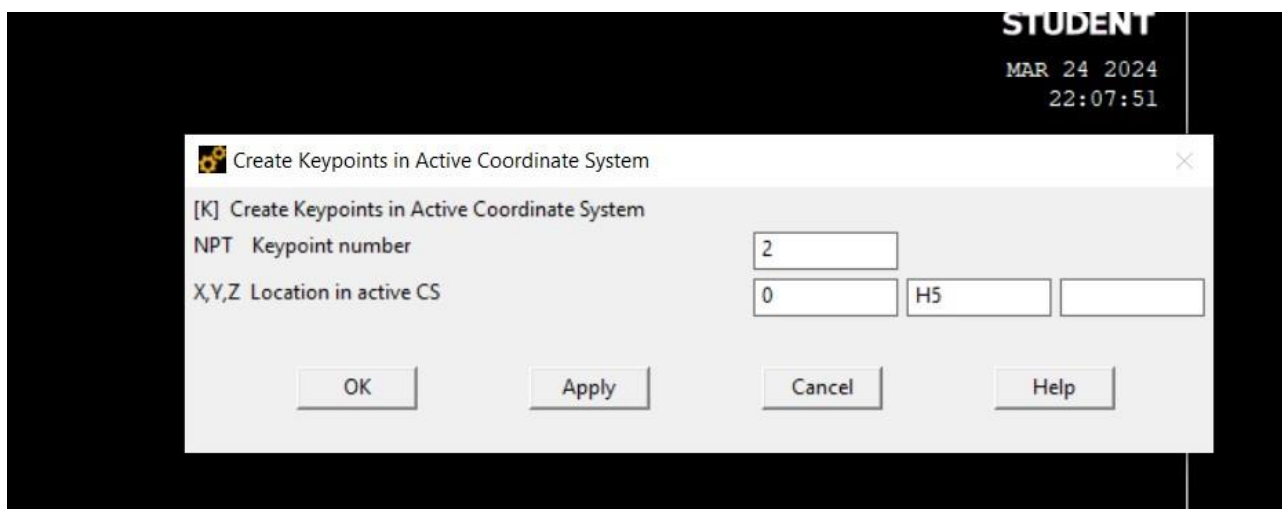 STUDENT
MAR 24 2024
22:07:51
Create Keypoints in Active Coordinate System
[K] Create Keypoints in Active Coordinate System
NPT Keypoint number 2
X,Y,Z Location in active CS 0 H5
OK Apply Cancel Help